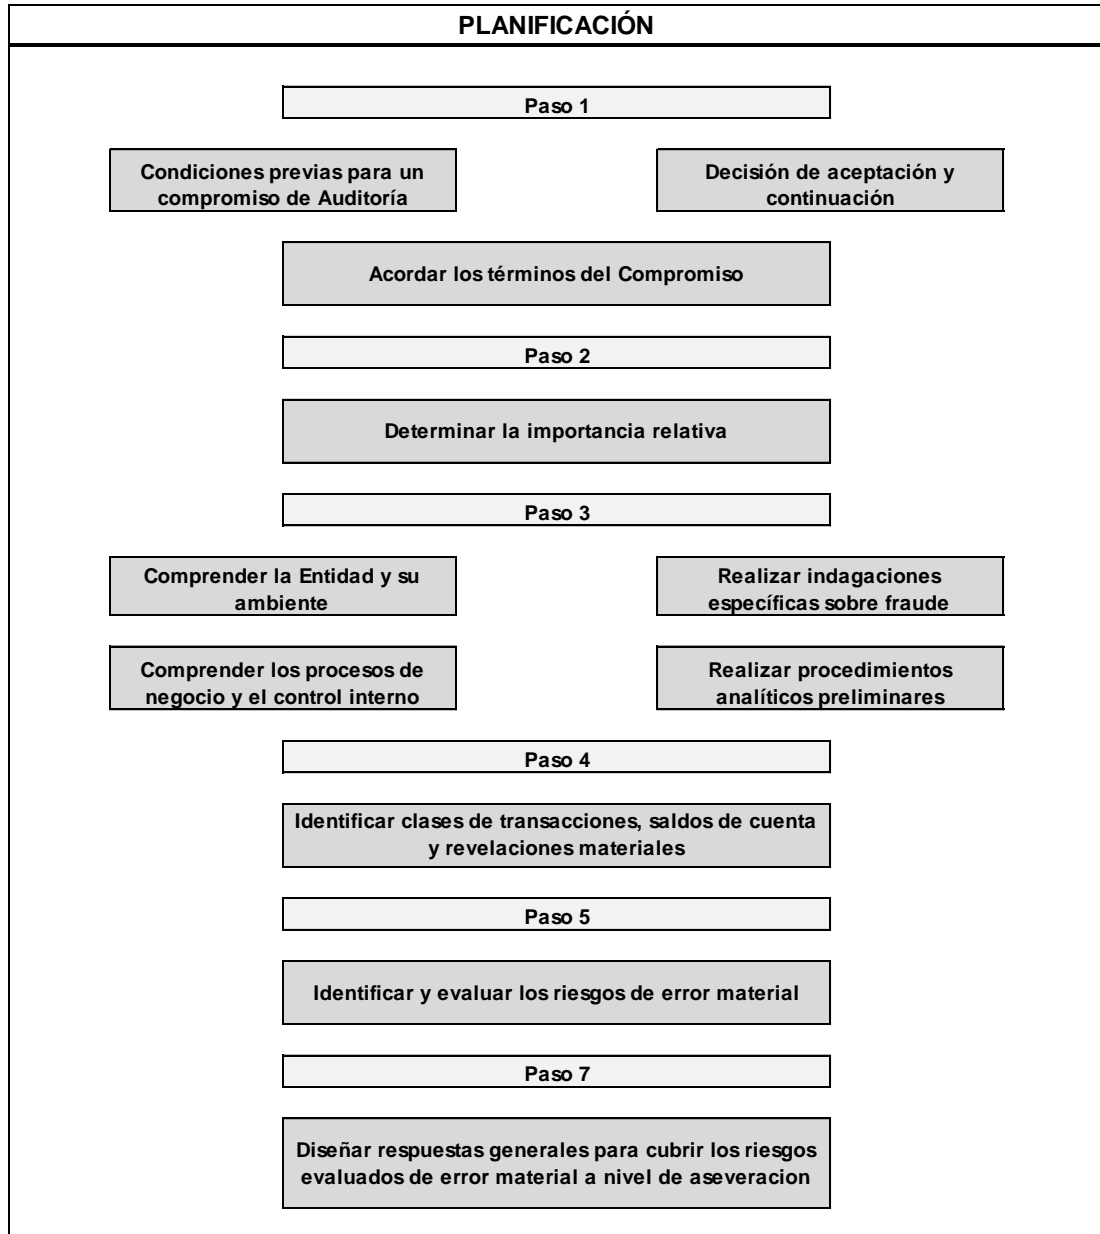 PLANIFICACIÓN
Paso 1
Condiciones previas para un
compromiso de Auditoría
Decisión de aceptación y
continuación
Acordar los términos del Compromiso
Paso 2
Determinar la importancia relativa
Paso 3
Comprender la Entidad y su
ambiente
Realizar indagaciones
específicas sobre fraude
Comprender los procesos de
negocio y el control interno
Realizar procedimientos
analíticos preliminares
Paso 4
Identificar clases de transacciones, saldos de cuenta
y revelaciones materiales
Paso 5
Identificar y evaluar los riesgos de error material
Paso 7
Diseñar respuestas generales para cubrir los riesgos
evaluados de error material a nivel de aseveracion